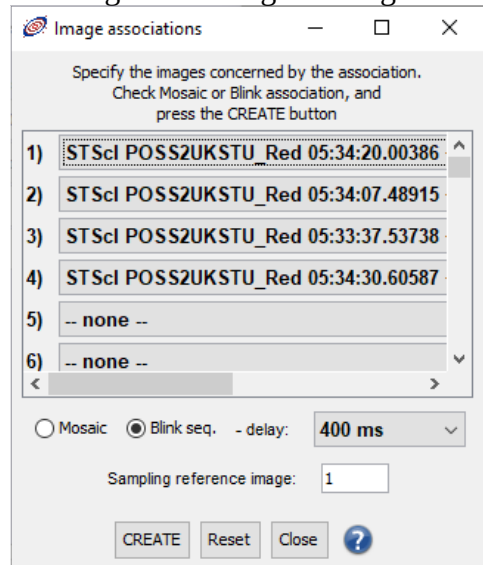 Image associations
Specify the images concerned by the association.
Check Mosaic or Blink association, and
press the CREATE button
1) STScI POSS2UKSTU_Red 05:34:20.00386
2) STScI POSS2UKSTU_Red 05:34:07.48915
3) STScI POSS2UKSTU_Red 05:33:37.53738
4) STScI POSS2UKSTU_Red 05:34:30.60587
5) -- none --
6) -- none --
Mosaic Blink seq. - delay: 400 ms
Sampling reference image: 1
CREATE Reset Close ?